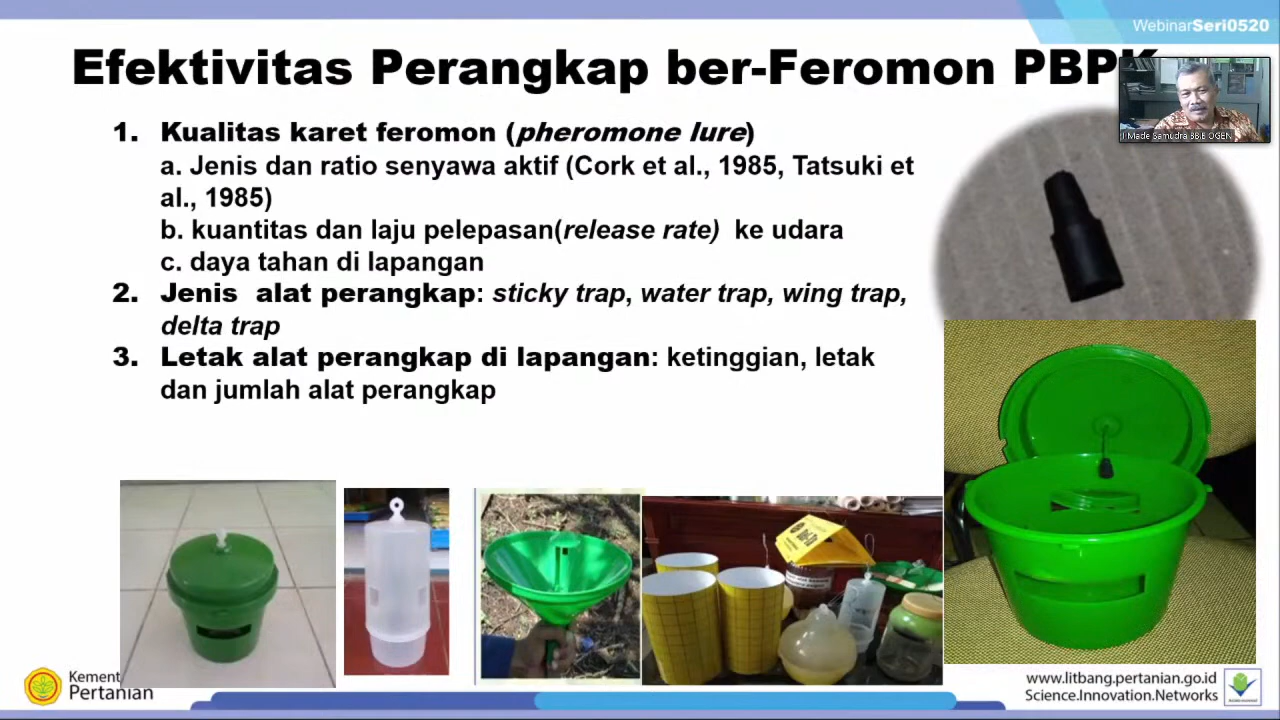 WebinarSeri0520
Efektivitas Perangkap ber-Feromon PBPK
I Made Samudra BB
1. Kualitas karet feromon (pheromone lure)
a. Jenis dan ratio senyawa aktif (Cork et al., 1985, Tatsuki et
al., 1985)
b. kuantitas dan laju pelepasan(release rate) ke udara
c. daya tahan di lapangan
2. Jenis alat perangkap: sticky trap, water trap, wing trap,
delta trap
3. Letak alat perangkap di lapangan: ketinggian, letak
dan jumlah alat perangkap
Kement
Pertanian
www.litbang.pertanian.go.id
Science.Innovation.Networks